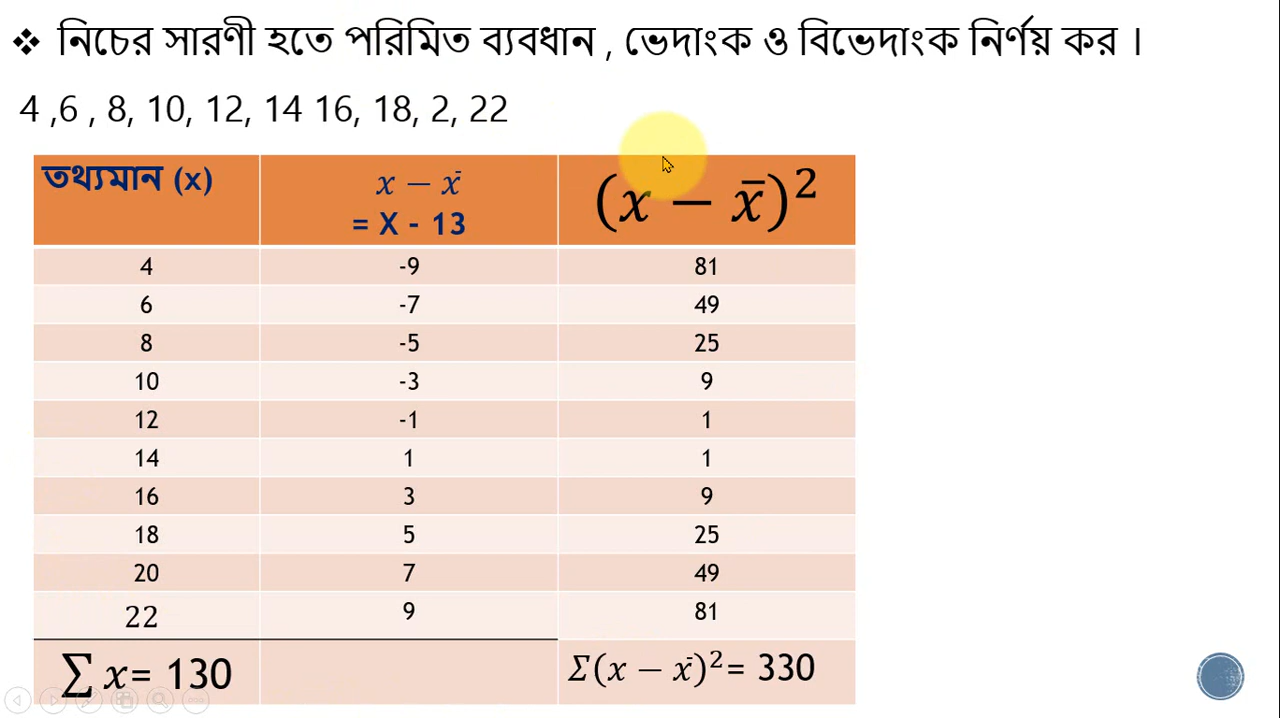 ❖ নিচের সারণী হতে পরিমিত ব্যবধান , ভেদাংক ও বিভেদাংক নির্ণয় কর ।
4 ,6 , 8, 10, 12, 14 16, 18, 2, 22
তথ্যমান (x) x − x̄ = X - 13 (x − x̄)²
4 -9 81
6 -7 49
8 -5 25
10 -3 9
12 -1 1
14 1 1
16 3 9
18 5 25
20 7 49
22 9 81
∑ x= 130 Σ(x − x̄)²= 330